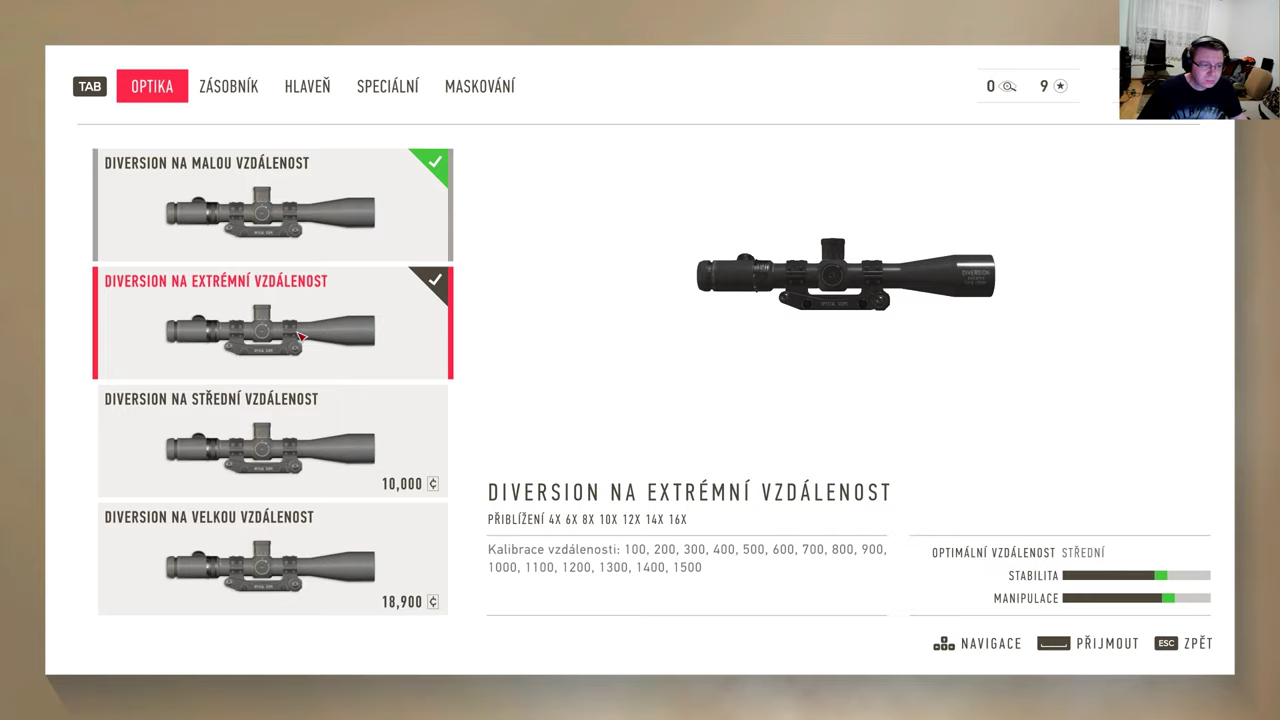 TAB OPTIKA ZÁSOBNÍK HLAVEŇ SPECIÁLNÍ MASKOVÁNÍ 0 9
DIVERSION NA MALOU VZDÁLENOST
DIVERSION NA EXTRÉMNÍ VZDÁLENOST
DIVERSION NA STŘEDNÍ VZDÁLENOST
10,000
DIVERSION NA VELKOU VZDÁLENOST
18,900
DIVERSION
DIVERSION NA EXTRÉMNÍ VZDÁLENOST
PŘIBLÍŽENÍ 4X 6X 8X 10X 12X 14X 16X
Kalibrace vzdálenosti: 100, 200, 300, 400, 500, 600, 700, 800, 900,
1000, 1100, 1200, 1300, 1400, 1500
OPTIMÁLNÍ VZDÁLENOST STŘEDNÍ
STABILITA
MANIPULACE
NAVIGACE PŘIJMOUT ESC ZPĚT